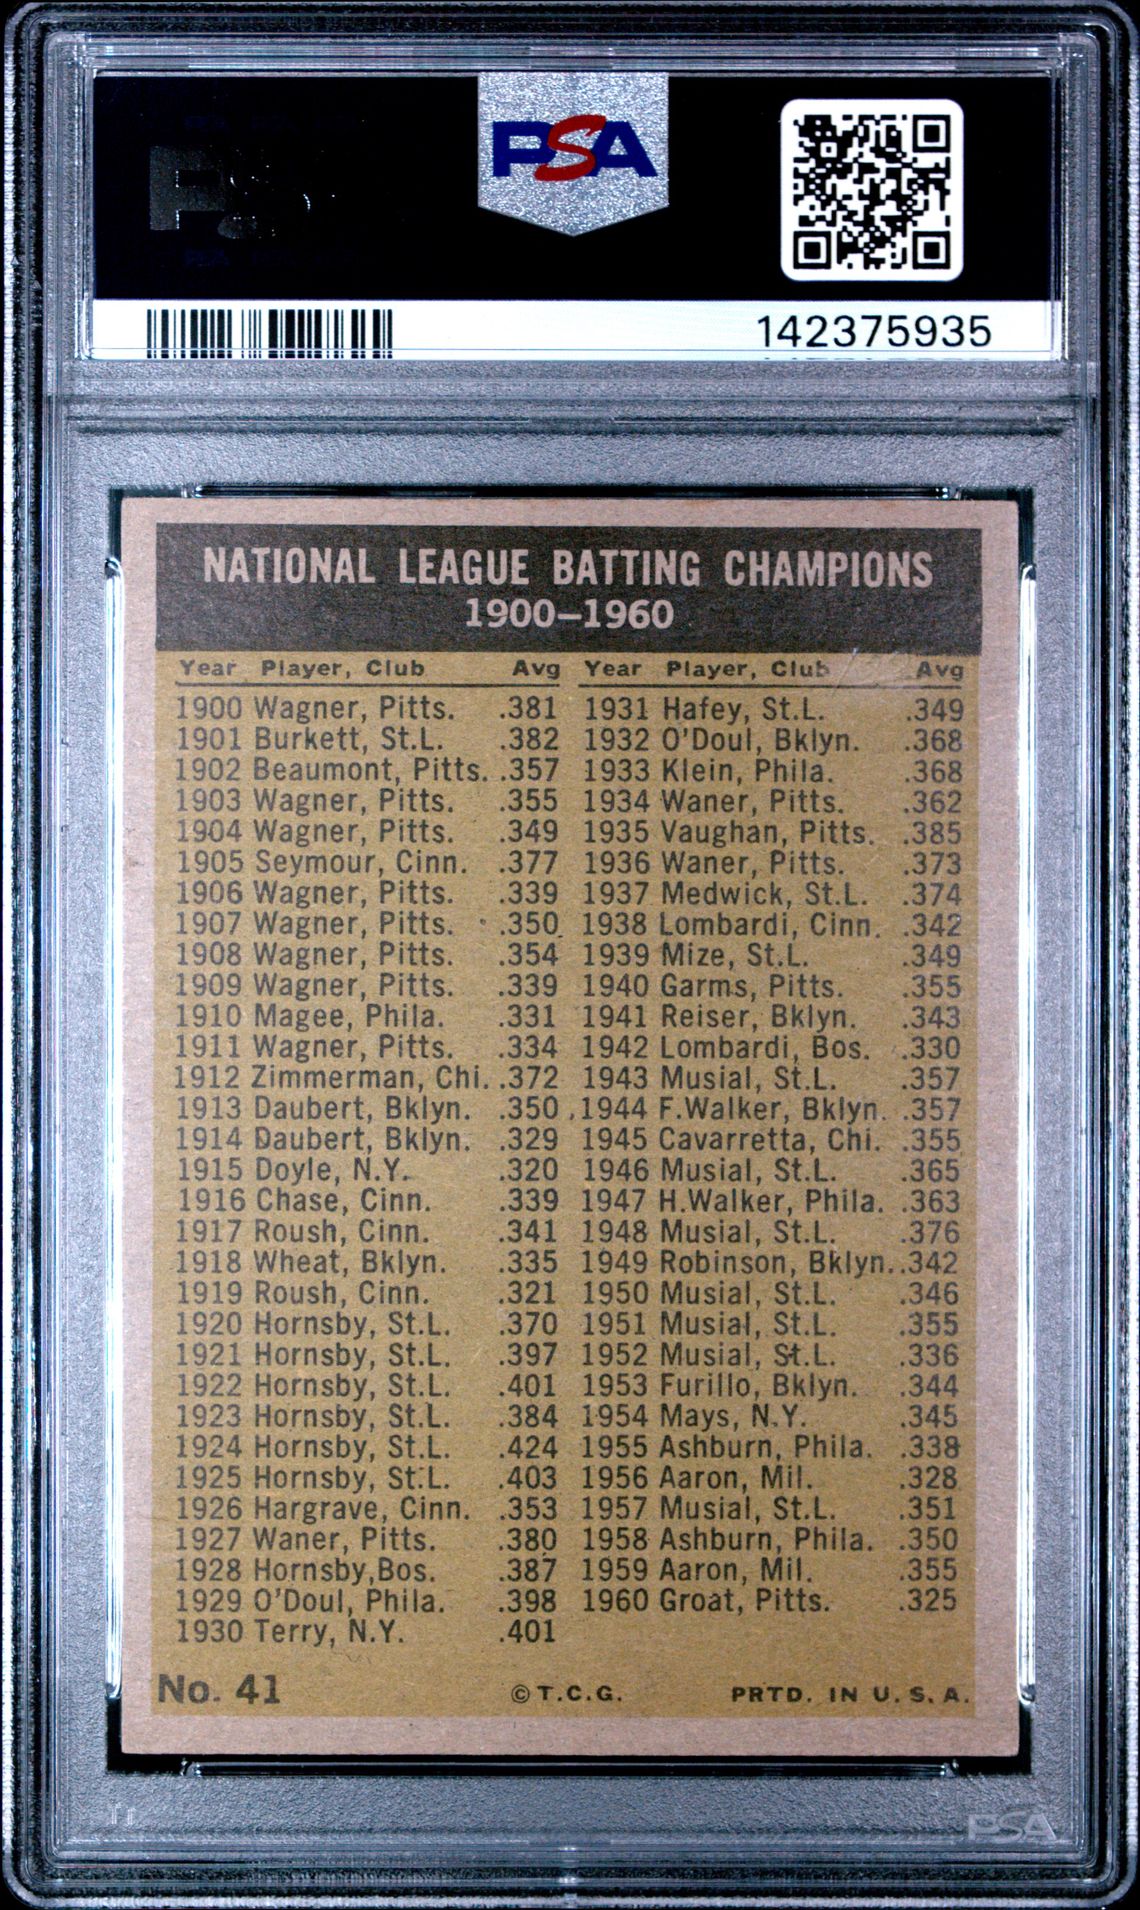 PSA
142375935
NATIONAL LEAGUE BATTING CHAMPIONS
1900–1960
Year Player, Club Avg Year Player, Club Avg
1900 Wagner, Pitts. .381 1931 Hafey, St.L. .349
1901 Burkett, St.L. .382 1932 O'Doul, Bklyn. .368
1902 Beaumont, Pitts. .357 1933 Klein, Phila. .368
1903 Wagner, Pitts. .355 1934 Waner, Pitts. .362
1904 Wagner, Pitts. .349 1935 Vaughan, Pitts. .385
1905 Seymour, Cinn. .377 1936 Waner, Pitts. .373
1906 Wagner, Pitts. .339 1937 Medwick, St.L. .374
1907 Wagner, Pitts. .350 1938 Lombardi, Cinn. .342
1908 Wagner, Pitts. .354 1939 Mize, St.L. .349
1909 Wagner, Pitts. .339 1940 Garms, Pitts. .355
1910 Magee, Phila. .331 1941 Reiser, Bklyn. .343
1911 Wagner, Pitts. .334 1942 Lombardi, Bos. .330
1912 Zimmerman, Chi. .372 1943 Musial, St.L. .357
1913 Daubert, Bklyn. .350 1944 F.Walker, Bklyn. .357
1914 Daubert, Bklyn. .329 1945 Cavarretta, Chi. .355
1915 Doyle, N.Y. .320 1946 Musial, St.L. .365
1916 Chase, Cinn. .339 1947 H.Walker, Phila. .363
1917 Roush, Cinn. .341 1948 Musial, St.L. .376
1918 Wheat, Bklyn. .335 1949 Robinson, Bklyn. .342
1919 Roush, Cinn. .321 1950 Musial, St.L. .346
1920 Hornsby, St.L. .370 1951 Musial, St.L. .355
1921 Hornsby, St.L. .397 1952 Musial, St.L. .336
1922 Hornsby, St.L. .401 1953 Furillo, Bklyn. .344
1923 Hornsby, St.L. .384 1954 Mays, N.Y. .345
1924 Hornsby, St.L. .424 1955 Ashburn, Phila. .338
1925 Hornsby, St.L. .403 1956 Aaron, Mil. .328
1926 Hargrave, Cinn. .353 1957 Musial, St.L. .351
1927 Waner, Pitts. .380 1958 Ashburn, Phila. .350
1928 Hornsby,Bos. .387 1959 Aaron, Mil. .355
1929 O'Doul, Phila. .398 1960 Groat, Pitts. .325
1930 Terry, N.Y. .401
No. 41 ©T.C.G. PRTD. IN U.S.A.
PSA